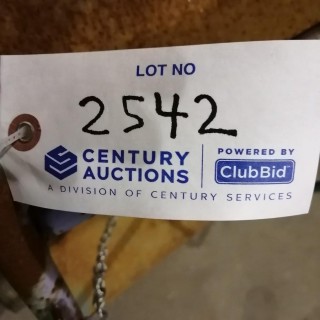 LOT NO
2542
CENTURY AUCTIONS
POWERED BY
ClubBid
A DIVISION OF CENTURY SERVICES